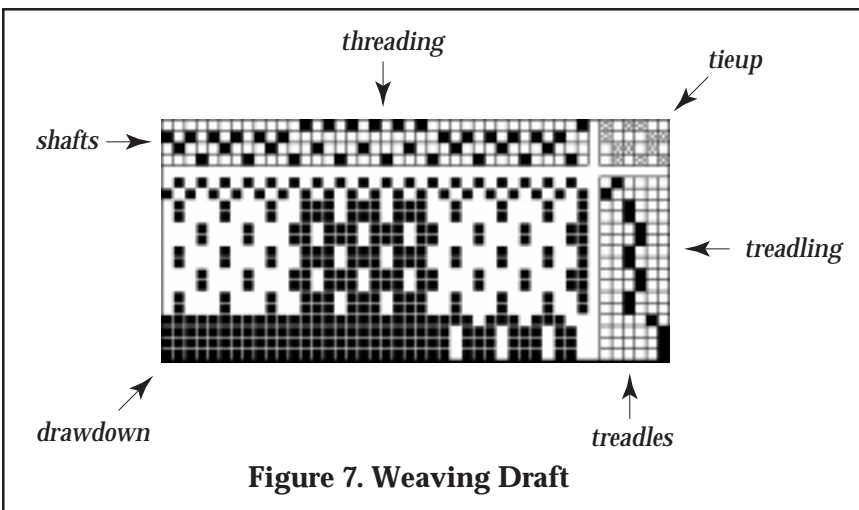 threading
tieup
shafts
treadling
drawdown
treadles
Figure 7. Weaving Draft